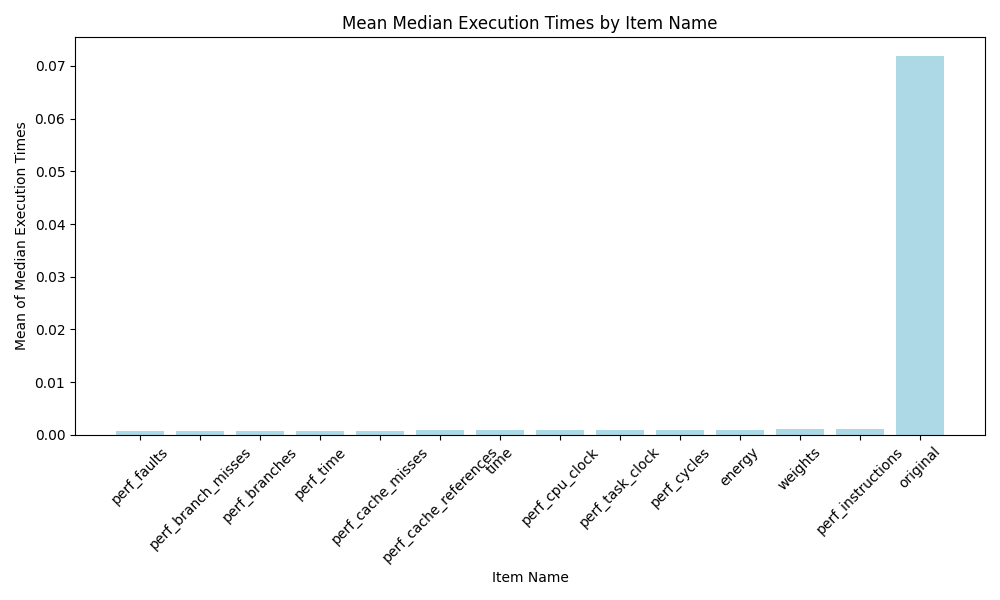 Mean Median Execution Times by Item Name
Mean of Median Execution Times
0.07
0.06
0.05
0.04
0.03
0.02
0.01
0.00
perf_faults
perf_branch_misses
perf_branches
perf_time
perf_cache_misses
perf_cache_references
time
perf_cpu_clock
perf_task_clock
perf_cycles
energy
weights
perf_instructions
original
Item Name